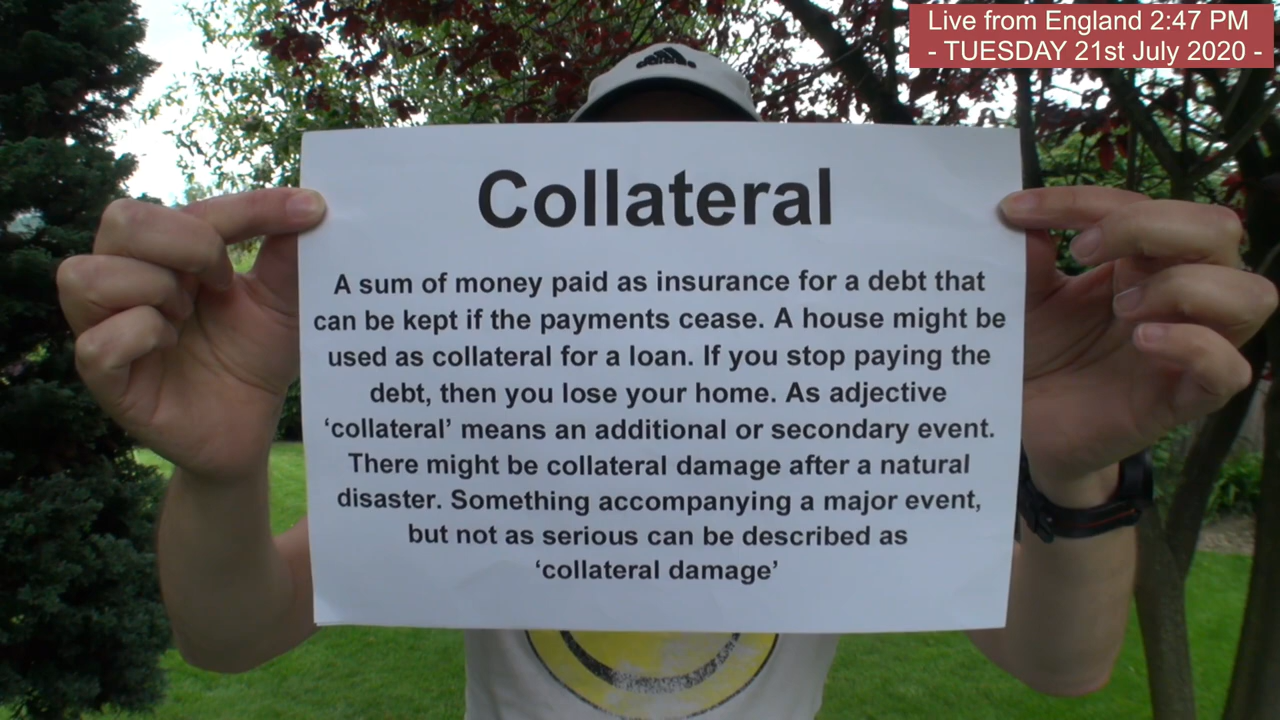 Live from England 2:47 PM
- TUESDAY 21st July 2020 -
adidas
Collateral
A sum of money paid as insurance for a debt that
can be kept if the payments cease. A house might be
used as collateral for a loan. If you stop paying the
debt, then you lose your home. As adjective
‘collateral’ means an additional or secondary event.
There might be collateral damage after a natural
disaster. Something accompanying a major event,
but not as serious can be described as
‘collateral damage’